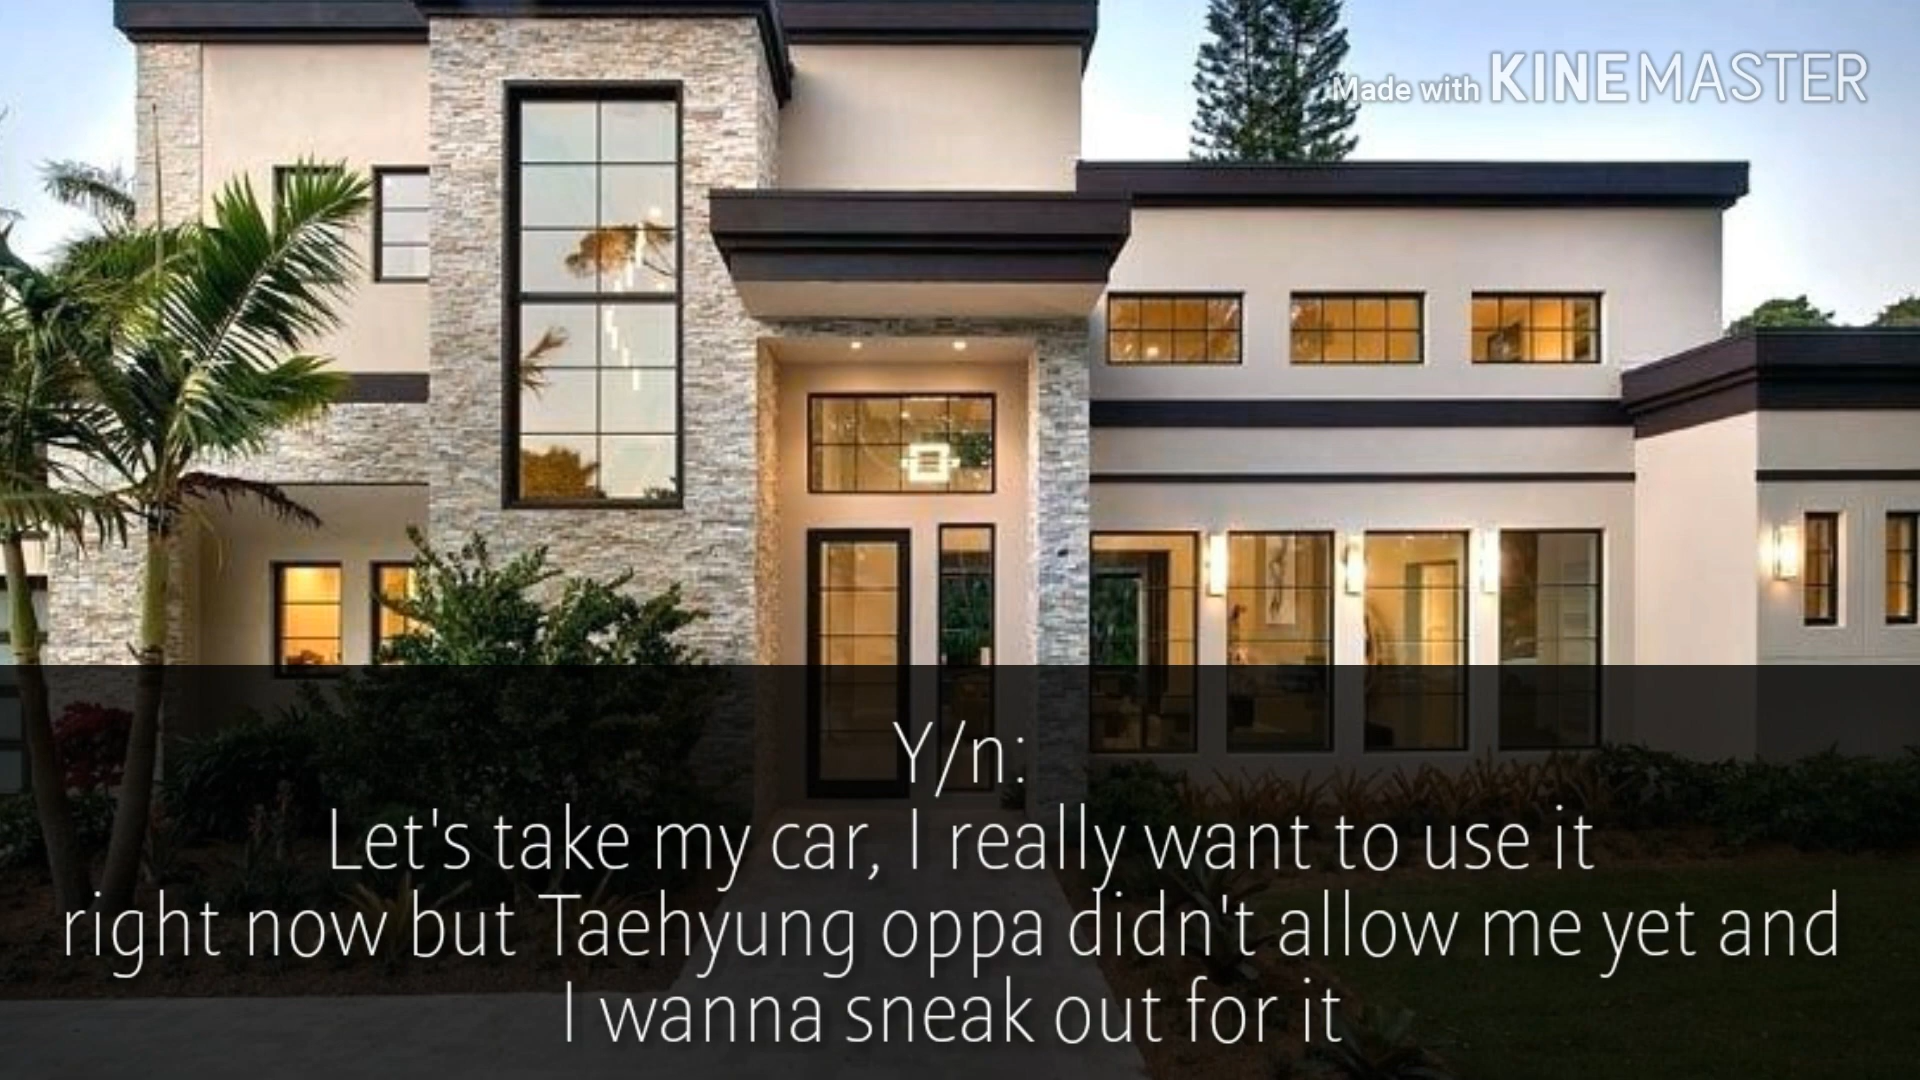 Made with KINEMASTER
Y/n:
Let's take my car, I really want to use it
right now but Taehyung oppa didn't allow me yet and
I wanna sneak out for it